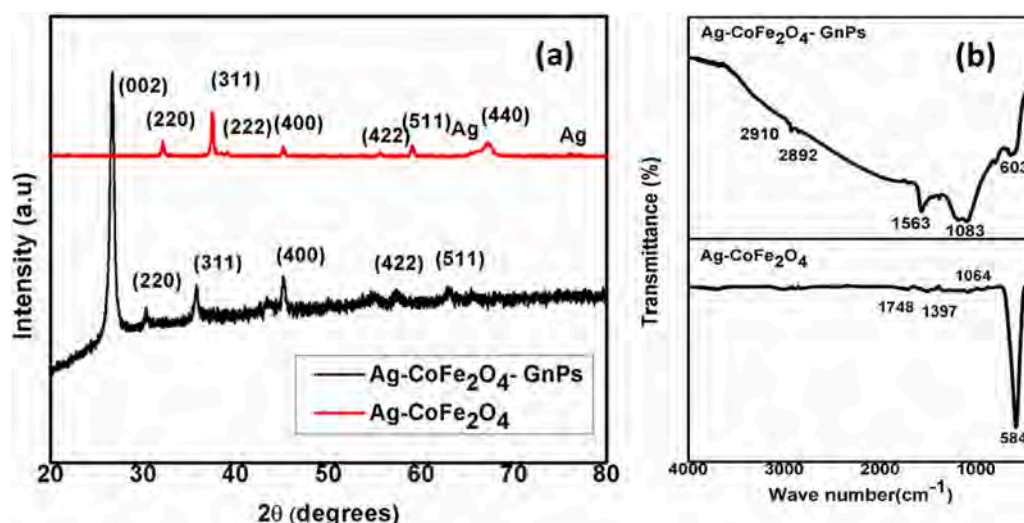 (a)
(002)
(220)
(311)
(222)
(400)
(422)
(511)
Ag
(440)
Ag
(220)
(311)
(400)
(422)
(511)
Ag-CoFe2O4- GnPs
Ag-CoFe2O4
Intensity (a.u)
20 30 40 50 60 70 80
2θ (degrees)
Ag-CoFe2O4- GnPs
(b)
2910
2892
1563
1083
603
Ag-CoFe2O4
1064
1748
1397
584
Transmittance (%)
4000 3000 2000 1000
Wave number(cm⁻¹)